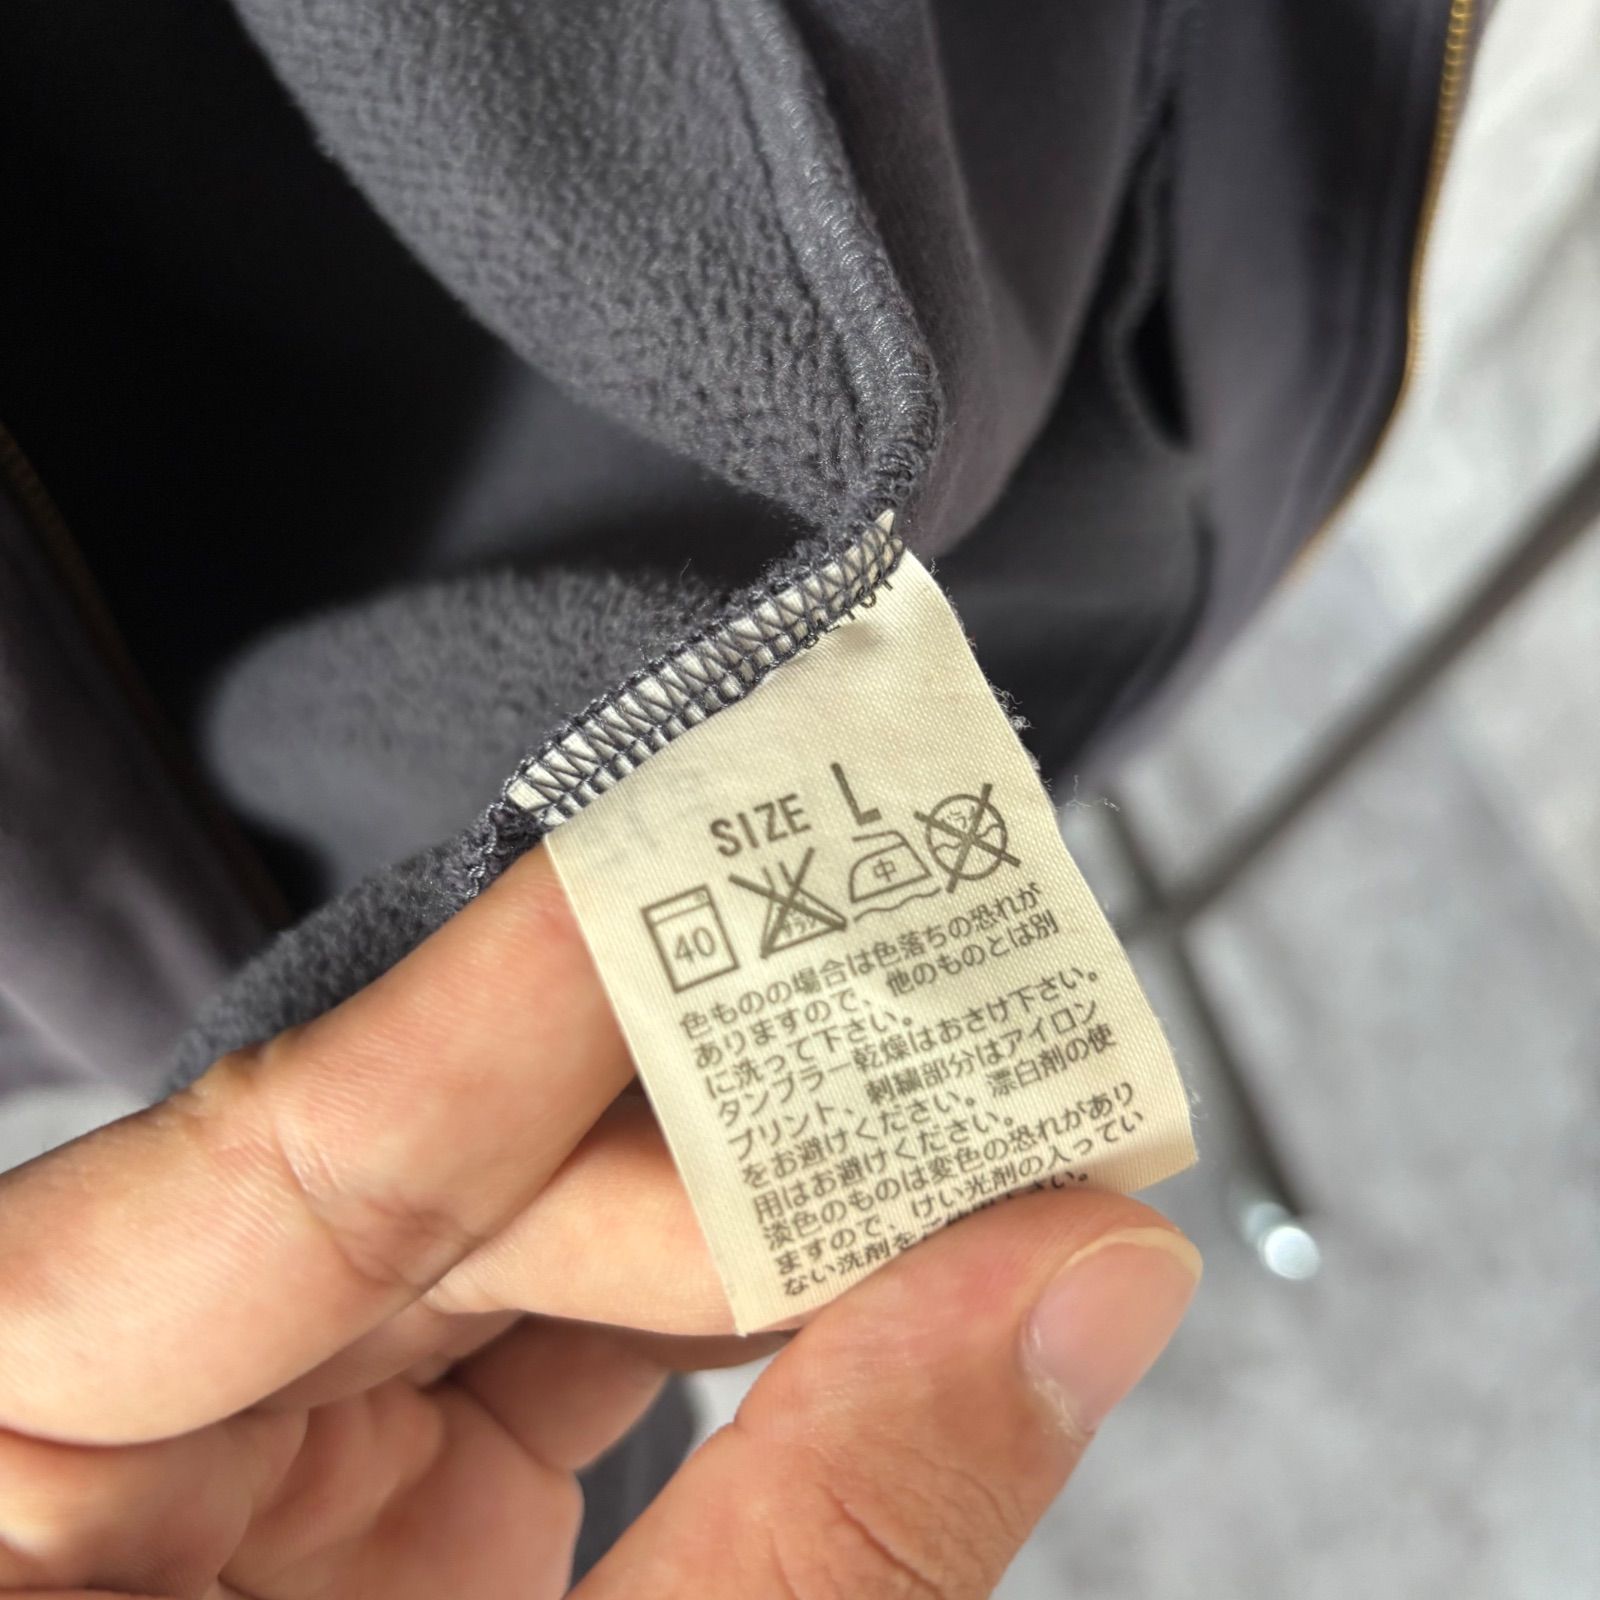 SIZE L
40 中
色ものの場合は色落ちの恐れが
ありますので、他のものとは別
に洗って下さい。
タンブラー乾燥はおさけ下さい。
プリント、刺繍部分はアイロン
をお避けください。漂白剤の使
用はお避けください。
淡色のものは変色の恐れがあり
ますので、けい光剤の入ってい
ない洗剤をご使用下さい。